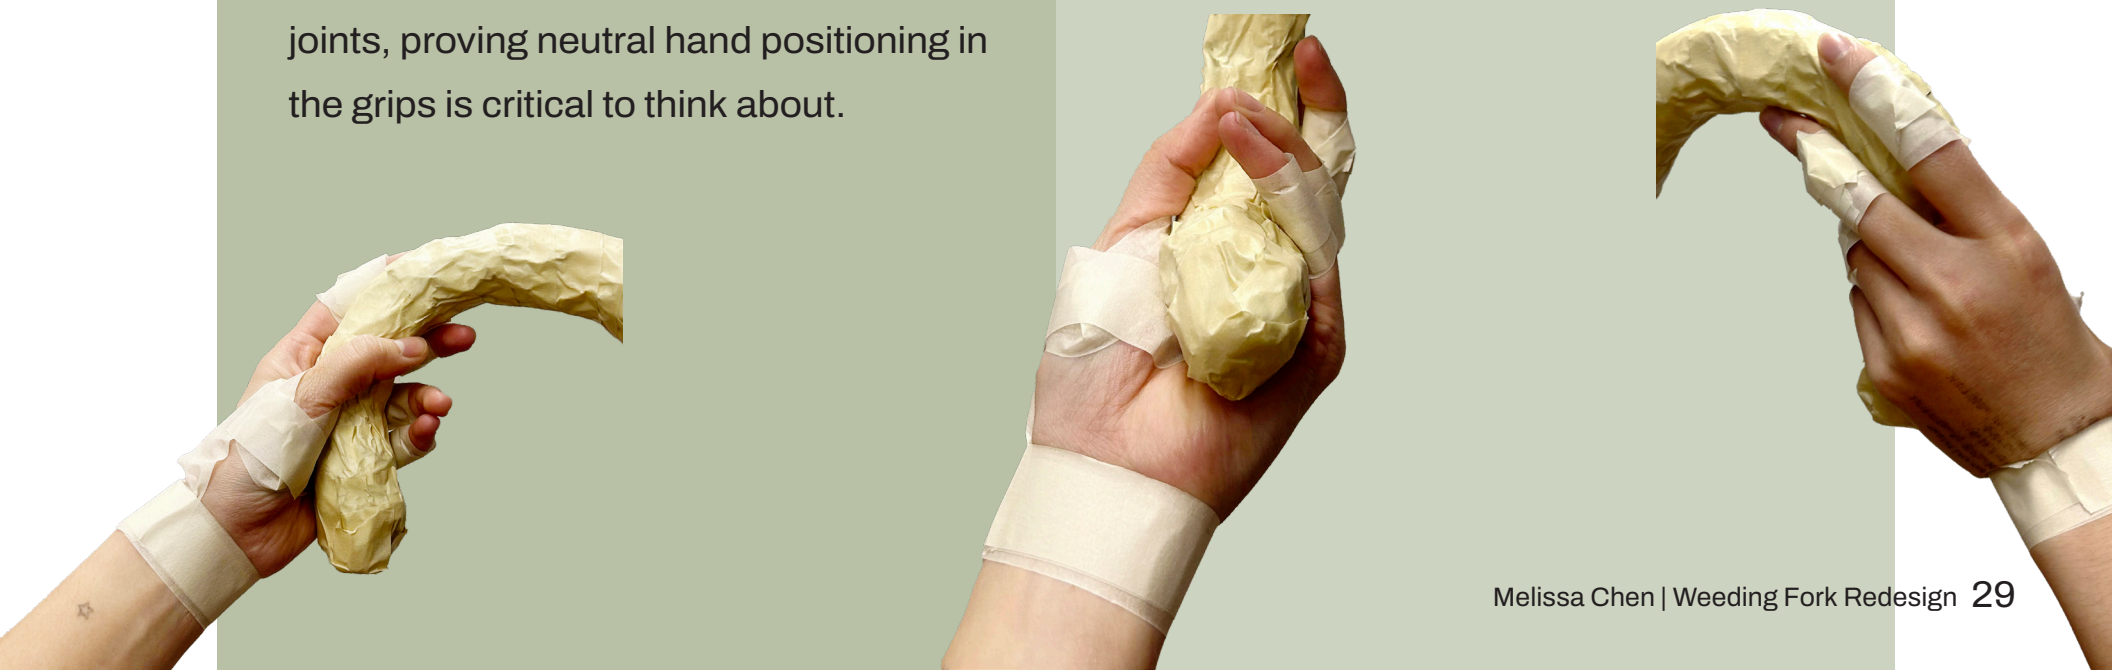 joints, proving neutral hand positioning in
the grips is critical to think about.
Melissa Chen | Weeding Fork Redesign 29